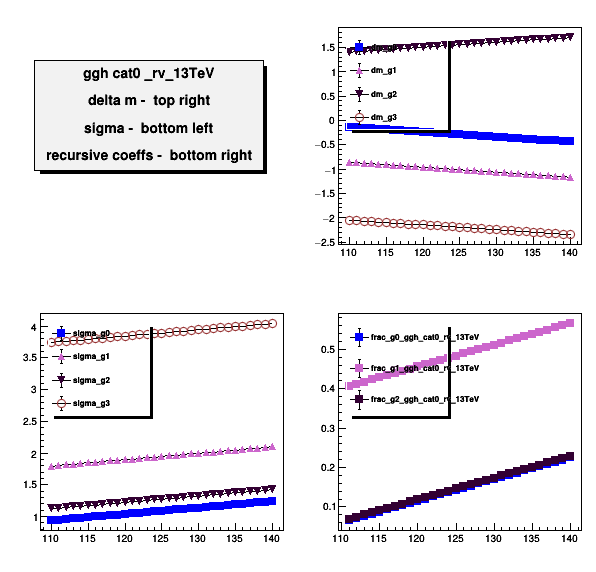 ggh cat0 _rv_13TeV
delta m - top right
sigma - bottom left
recursive coeffs - bottom right
1.5
1
0.5
0
−0.5
−1
−1.5
−2
−2.5
dm_g1
dm_g2
dm_g3
110 115 120 125 130 135 140
4
3.5
3
2.5
2
1.5
1
sigma_g0
sigma_g1
sigma_g2
sigma_g3
110 115 120 125 130 135 140
0.5
0.4
0.3
0.2
0.1
frac_g0_ggh_cat0_rv_13TeV
frac_g1_ggh_cat0_rv_13TeV
frac_g2_ggh_cat0_rv_13TeV
110 115 120 125 130 135 140